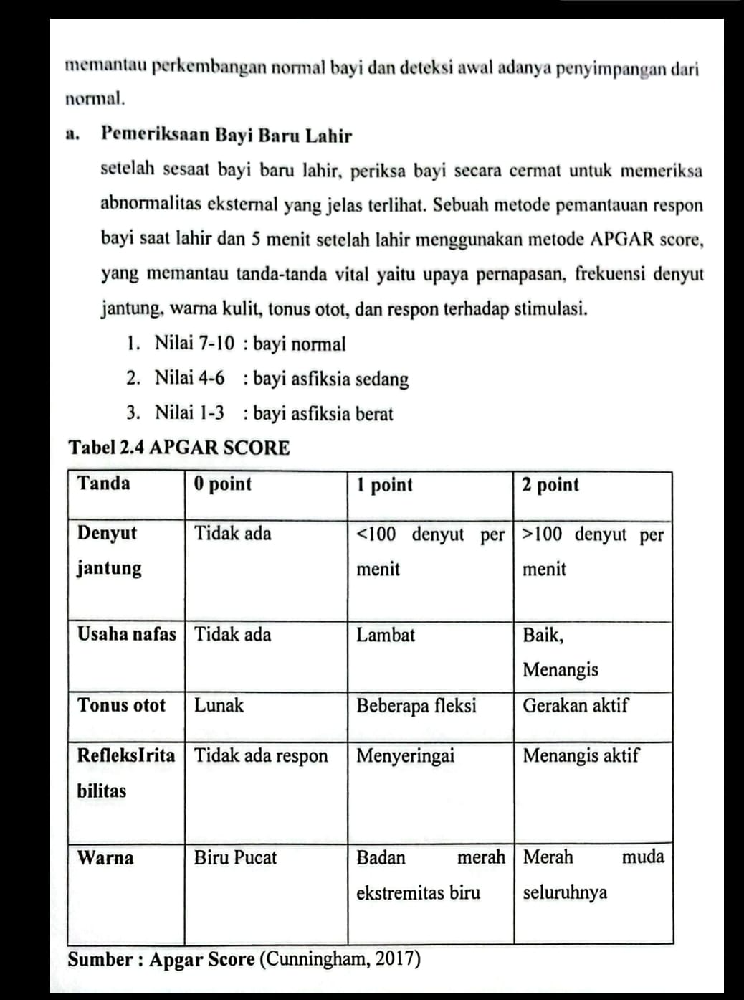 memantau perkembangan normal bayi dan deteksi awal adanya penyimpangan dari
normal.
a. Pemeriksaan Bayi Baru Lahir
setelah sesaat bayi baru lahir, periksa bayi secara cermat untuk memeriksa
abnormalitas eksternal yang jelas terlihat. Sebuah metode pemantauan respon
bayi saat lahir dan 5 menit setelah lahir menggunakan metode APGAR score,
yang memantau tanda-tanda vital yaitu upaya pernapasan, frekuensi denyut
jantung, warna kulit, tonus otot, dan respon terhadap stimulasi.
1. Nilai 7-10 : bayi normal
2. Nilai 4-6 : bayi asfiksia sedang
3. Nilai 1-3 : bayi asfiksia berat
Tabel 2.4 APGAR SCORE
Tanda 0 point 1 point 2 point
Denyut Tidak ada <100 denyut per >100 denyut per
jantung menit menit
Usaha nafas Tidak ada Lambat Baik,
Menangis
Tonus otot Lunak Beberapa fleksi Gerakan aktif
RefleksIrita Tidak ada respon Menyeringai Menangis aktif
bilitas
Warna Biru Pucat Badan merah Merah muda
ekstremitas biru seluruhnya
Sumber : Apgar Score (Cunningham, 2017)